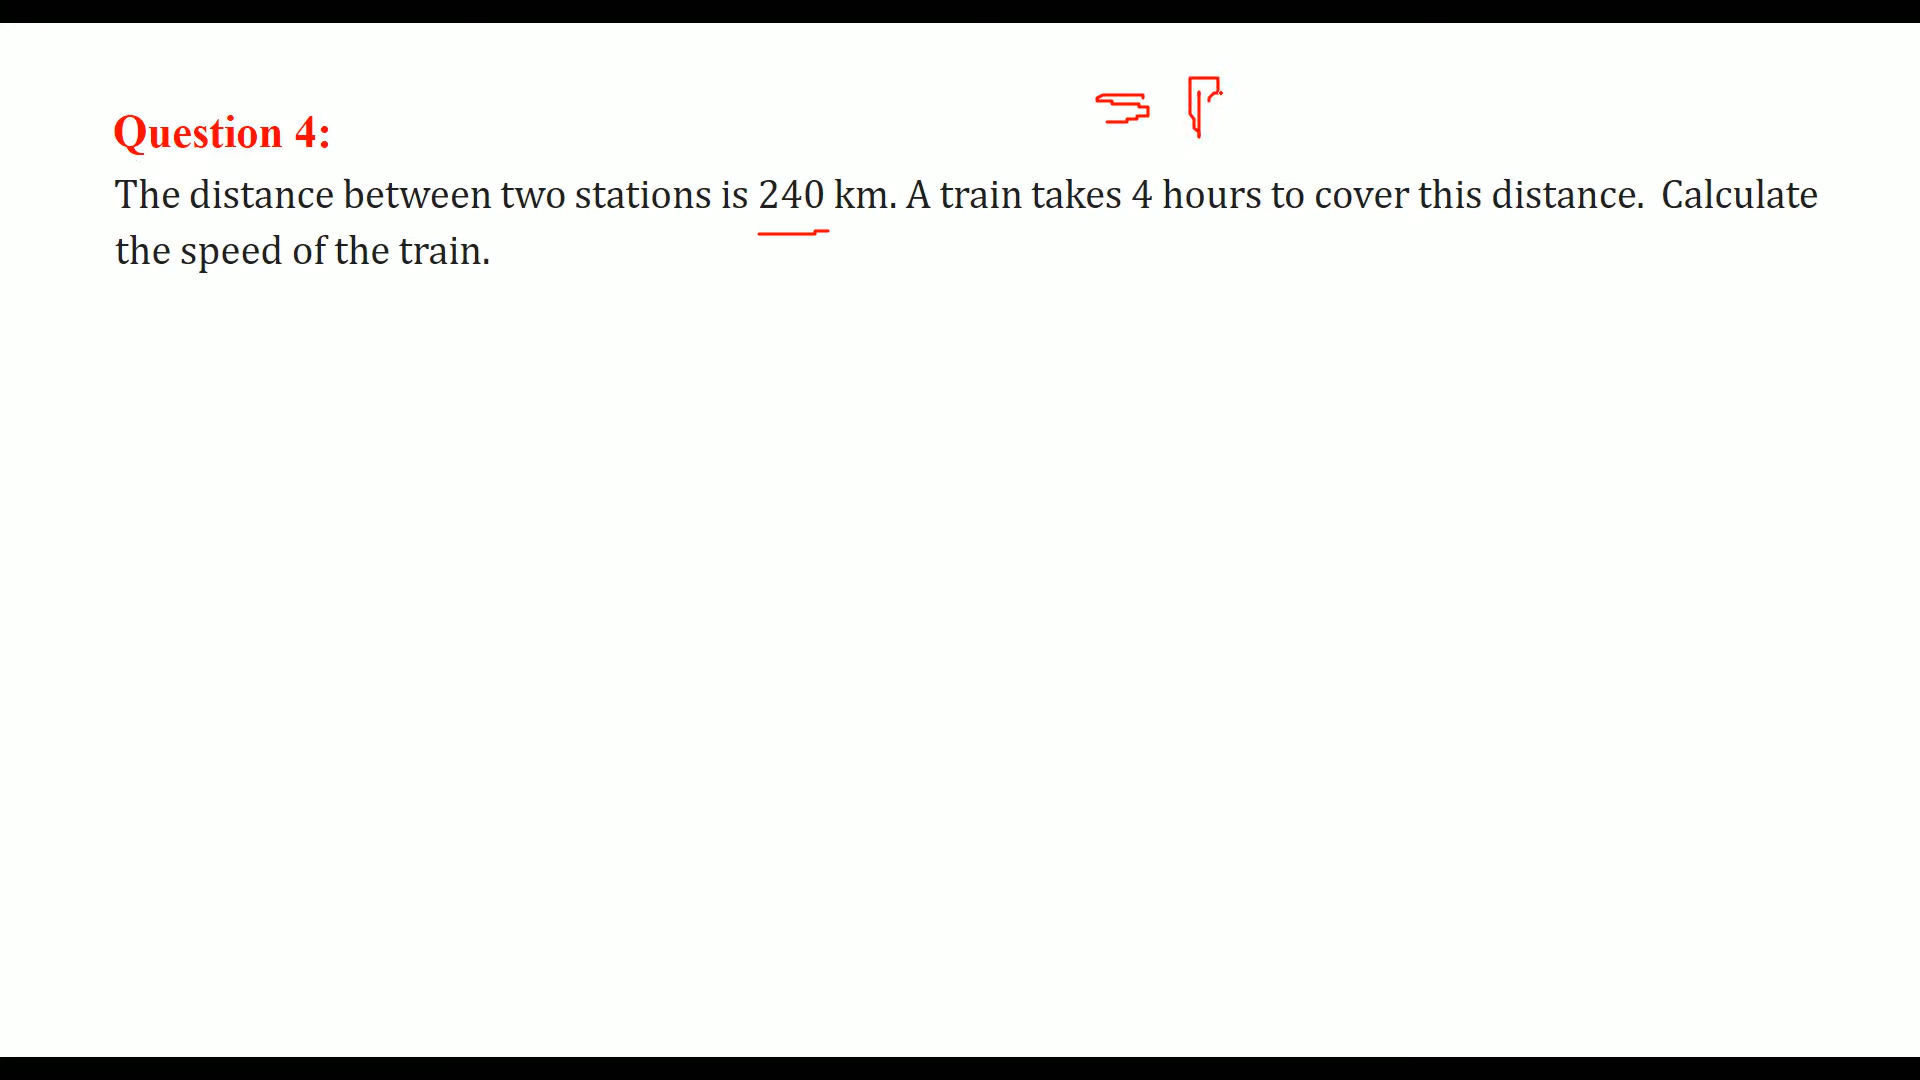 Question 4:
The distance between two stations is 240 km. A train takes 4 hours to cover this distance. Calculate
the speed of the train.